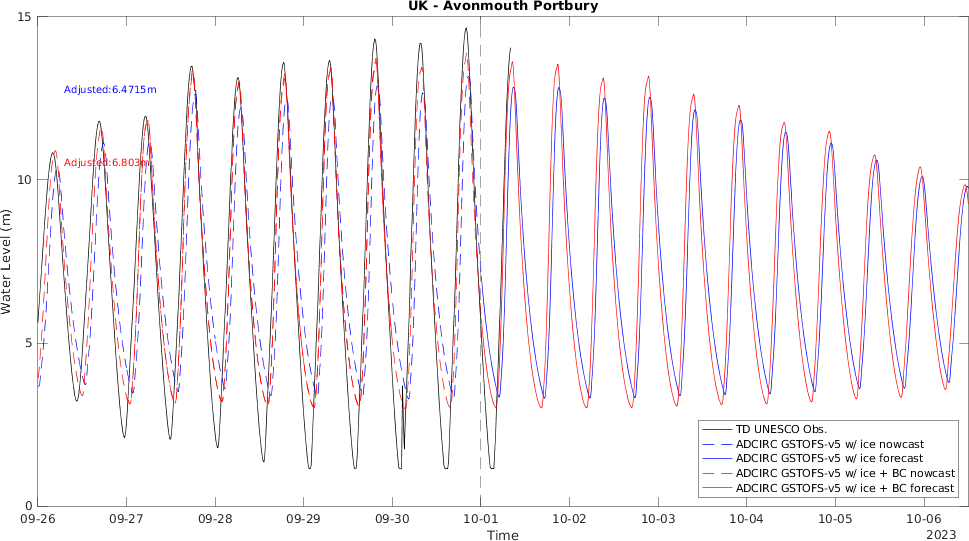 UK - Avonmouth Portbury
15
Adjusted:6.4715m
Adjusted:6.803m
10
Water Level (m)
5
TD UNESCO Obs.
ADCIRC GSTOFS-v5 w/ ice nowcast
ADCIRC GSTOFS-v5 w/ ice forecast
ADCIRC GSTOFS-v5 w/ ice + BC nowcast
ADCIRC GSTOFS-v5 w/ ice + BC forecast
0
09-26 09-27 09-28 09-29 09-30 10-01 10-02 10-03 10-04 10-05 10-06
Time
2023